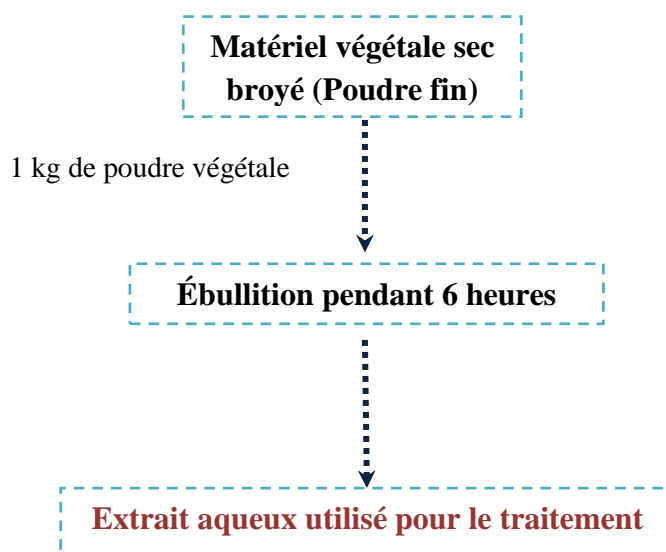 Matériel végétale sec
broyé (Poudre fin)
1 kg de poudre végétale
Ébullition pendant 6 heures
Extrait aqueux utilisé pour le traitement